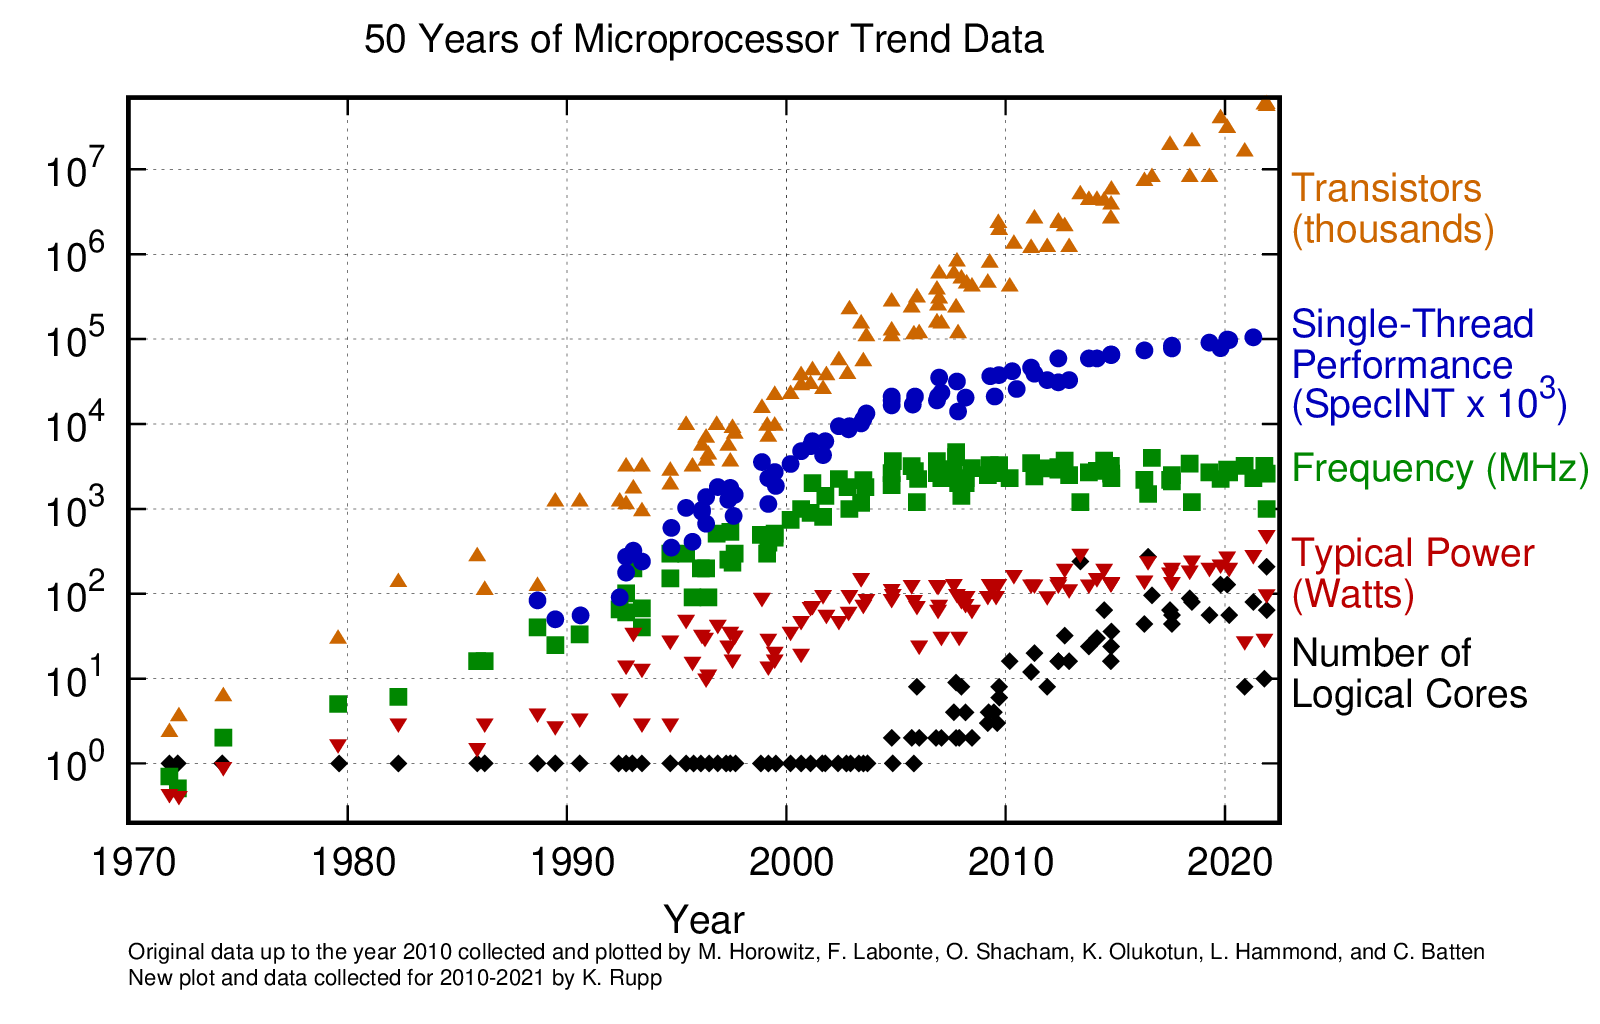 50 Years of Microprocessor Trend Data
10^7
10^6
10^5
10^4
10^3
10^2
10^1
10^0
Transistors
(thousands)
Single-Thread
Performance
(SpecINT x 10^3)
Frequency (MHz)
Typical Power
(Watts)
Number of
Logical Cores
1970 1980 1990 2000 2010 2020
Year
Original data up to the year 2010 collected and plotted by M. Horowitz, F. Labonte, O. Shacham, K. Olukotun, L. Hammond, and C. Batten
New plot and data collected for 2010-2021 by K. Rupp